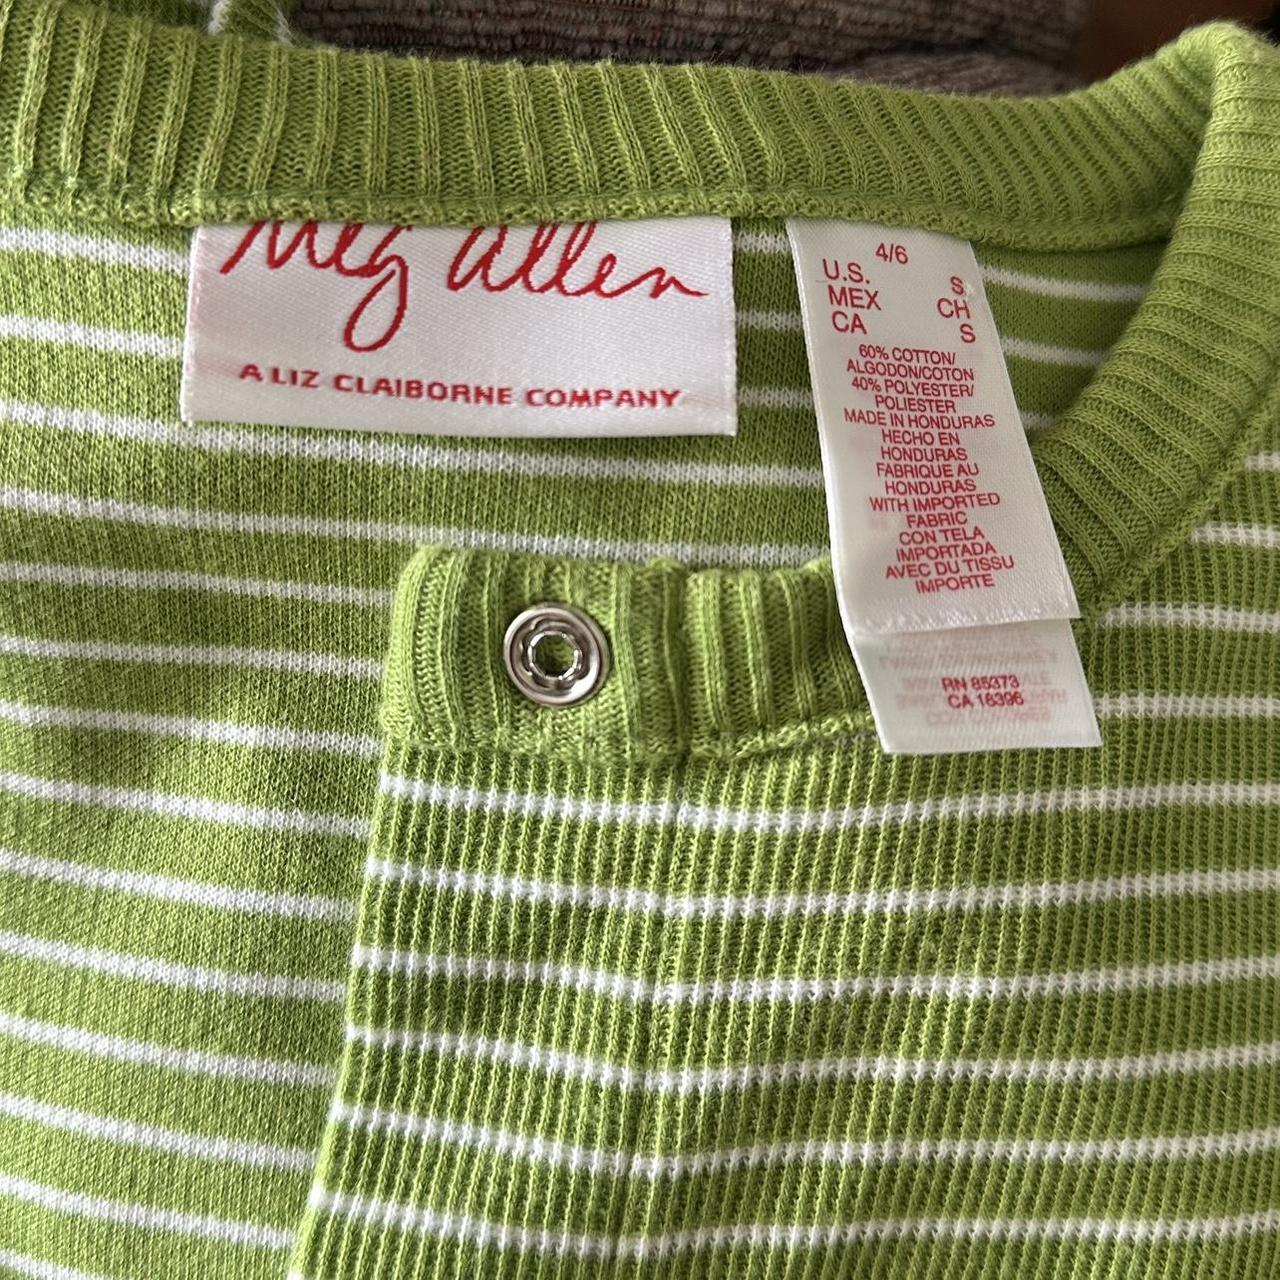 Meg Allen
A LIZ CLAIBORNE COMPANY
4/6
U.S. S
MEX CH
CA S
60% COTTON/
ALGODON/COTON
40% POLYESTER/
POLIESTER
MADE IN HONDURAS
HECHO EN
HONDURAS
FABRIQUE AU
HONDURAS
WITH IMPORTED
FABRIC
CON TELA
IMPORTADA
AVEC DU TISSU
IMPORTE
RN 85373
CA 16396